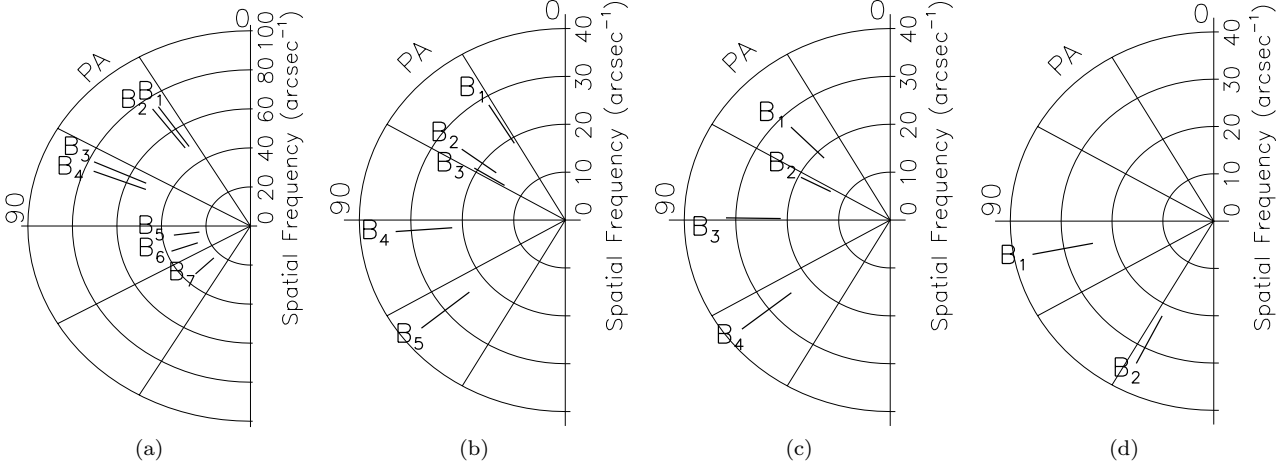 0
PA
90
0 20 40 60 80 100
Spatial Frequency (arcsec⁻¹)
B₁
B₂
B₃
B₄
B₅
B₆
B₇
(a)
0
PA
90
0 10 20 30 40
Spatial Frequency (arcsec⁻¹)
B₁
B₂
B₃
B₄
B₅
(b)
0
PA
90
0 10 20 30 40
Spatial Frequency (arcsec⁻¹)
B₁
B₂
B₃
B₄
(c)
0
90
0 10 20 30 40
Spatial Frequency (arcsec⁻¹)
B₁
B₂
(d)